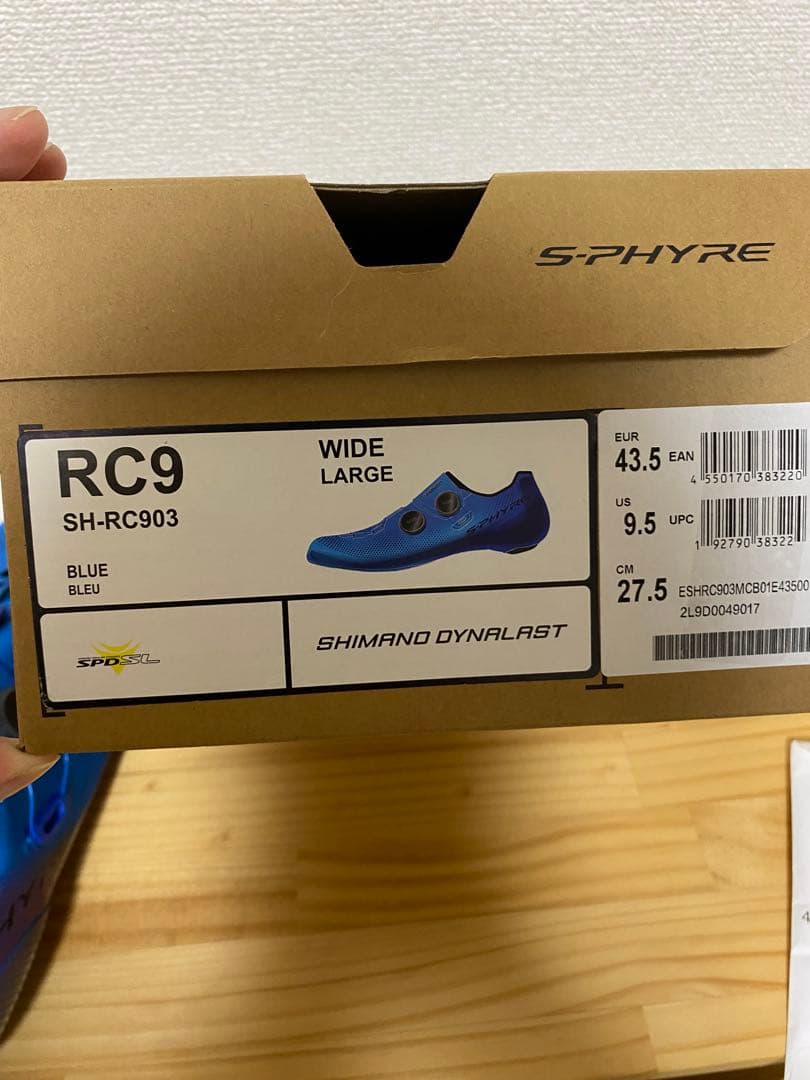 S-PHYRE
RC9
SH-RC903
BLUE
BLEU
WIDE
LARGE
S-PHYRE
SPD-SL
SHIMANO DYNALAST
EUR
43.5 EAN
4 550170 383220
US
9.5 UPC
1 92790 38322
CM
27.5
ESHRC903MCB01E43500
2L9D0049017